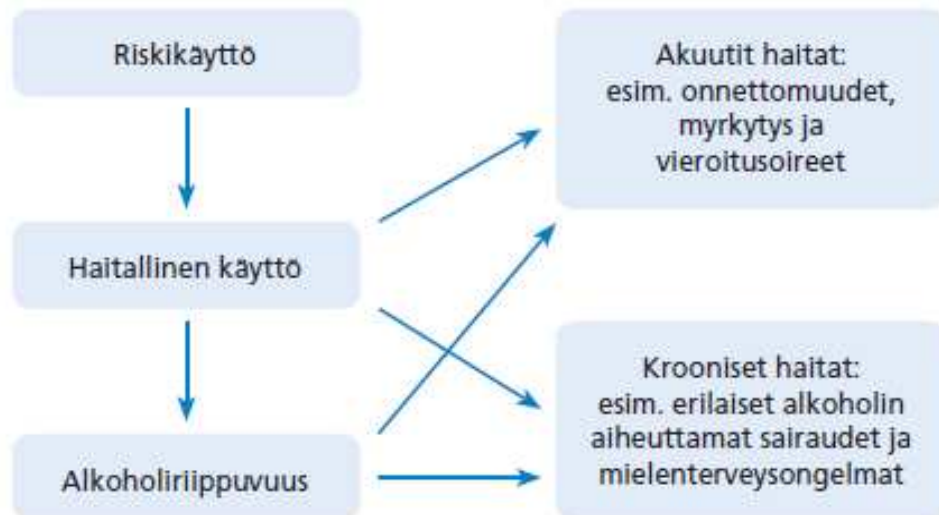 Riskikäyttö
Haitallinen käyttö
Alkoholiriippuvuus
Akuutit haitat:
esim. onnettomuudet,
myrkytys ja
vieroitusoireet
Krooniset haitat:
esim. erilaiset alkoholin
aiheuttamat sairaudet ja
mielenterveysongelmat